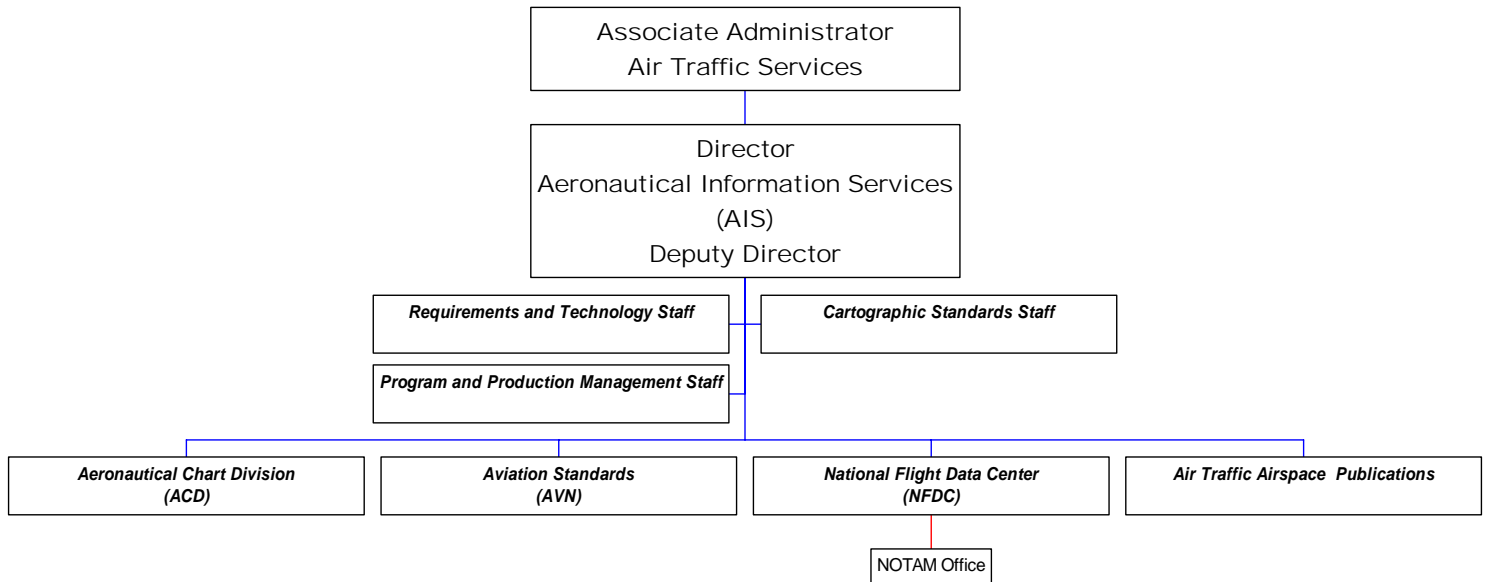 Associate Administrator
Air Traffic Services
Director
Aeronautical Information Services
(AIS)
Deputy Director
Requirements and Technology Staff
Cartographic Standards Staff
Program and Production Management Staff
Aeronautical Chart Division
(ACD)
Aviation Standards
(AVN)
National Flight Data Center
(NFDC)
Air Traffic Airspace Publications
NOTAM Office